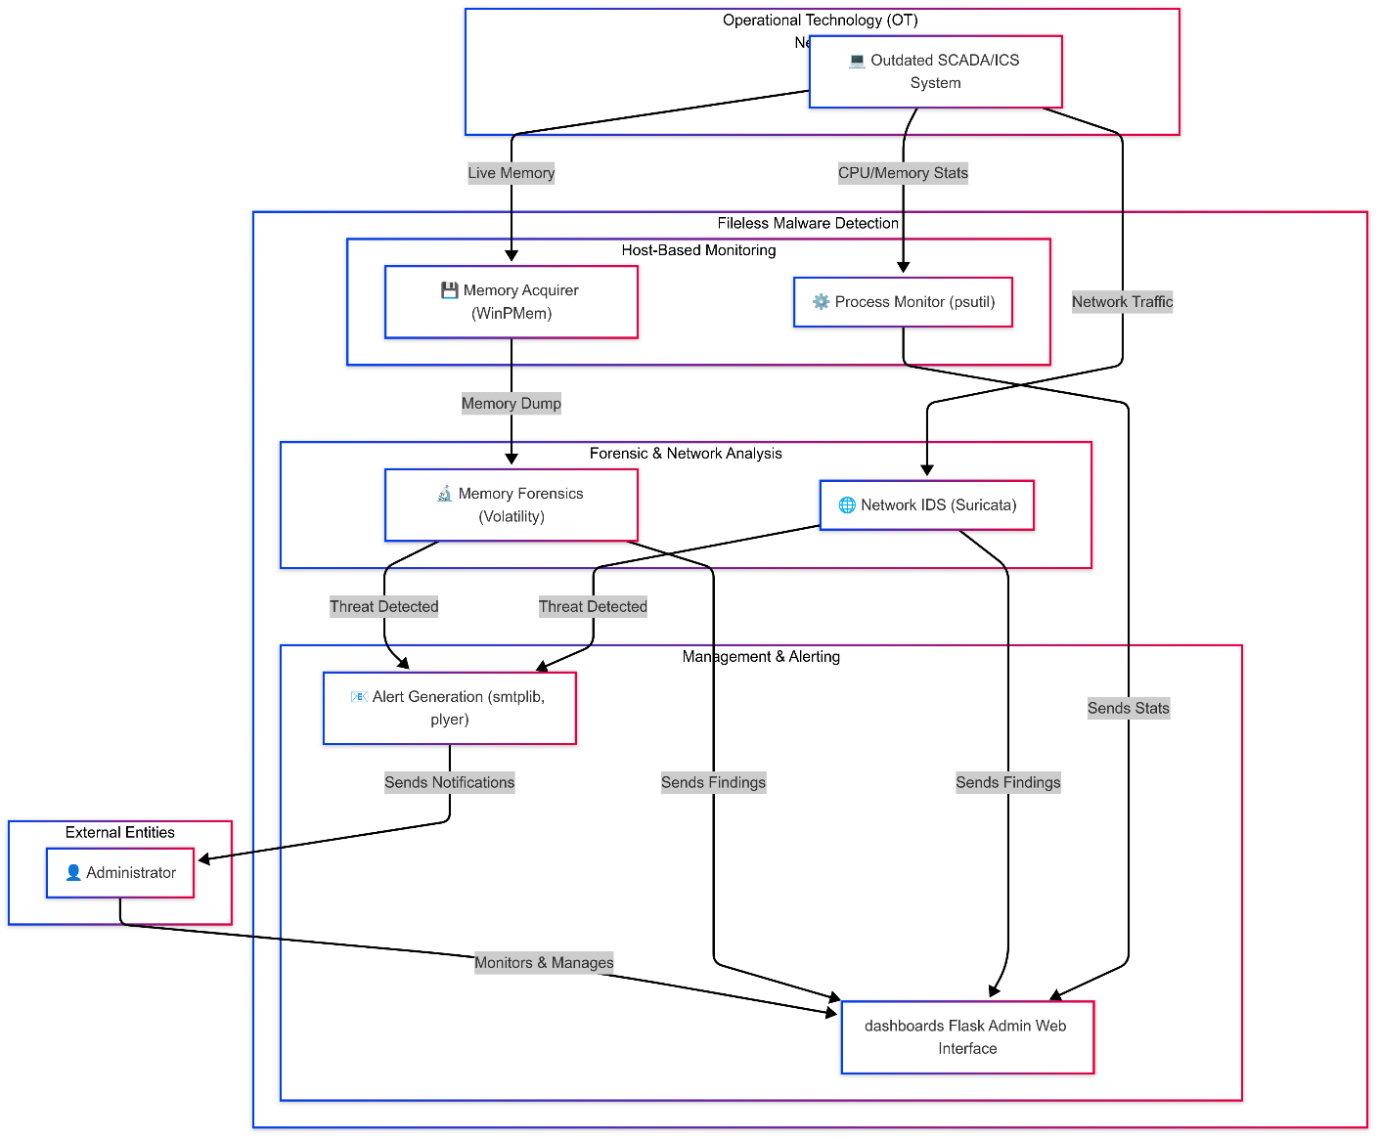 Operational Technology (OT)
Ne
Outdated SCADA/ICS
System
Live Memory
CPU/Memory Stats
Fileless Malware Detection
Host-Based Monitoring
Memory Acquirer
(WinPMem)
Process Monitor (psutil)
Network Traffic
Memory Dump
Forensic & Network Analysis
Memory Forensics
(Volatility)
Network IDS (Suricata)
Threat Detected
Threat Detected
Management & Alerting
Alert Generation (smtplib,
plyer)
Sends Stats
Sends Notifications
Sends Findings
Sends Findings
External Entities
Administrator
Monitors & Manages
dashboards Flask Admin Web
Interface